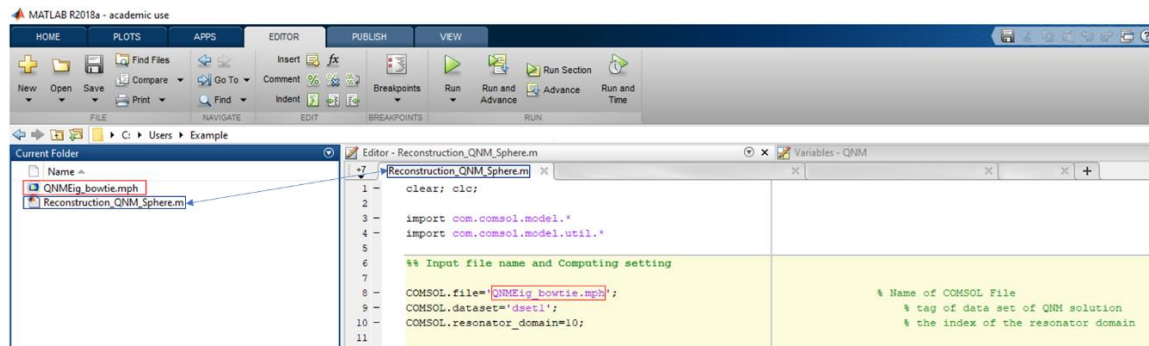 MATLAB R2018a - academic use
HOME PLOTS APPS EDITOR PUBLISH VIEW
New Open Save Find Files Compare Print
Go To Find
Insert fx Comment Indent
Breakpoints Run Run and Advance Run Section Advance Run and Time
FILE NAVIGATE EDIT BREAKPOINTS RUN
C: Users Example
Current Folder
Editor - Reconstruction_QNM_Sphere.m
Variables - QNM
Name
QNMEig_bowtie.mph
Reconstruction_QNM_Sphere.m
+7 Reconstruction_QNM_Sphere.m +
1 - clear; clc;
2
3 - import com.comsol.model.*
4 - import com.comsol.model.util.*
5
6 %% Input file name and Computing setting
7
8 - COMSOL.file='QNMEig_bowtie.mph'; % Name of COMSOL File
9 - COMSOL.dataset='dset1'; % tag of data set of QNM solution
10 - COMSOL.resonator_domain=10; % the index of the resonator domain
11